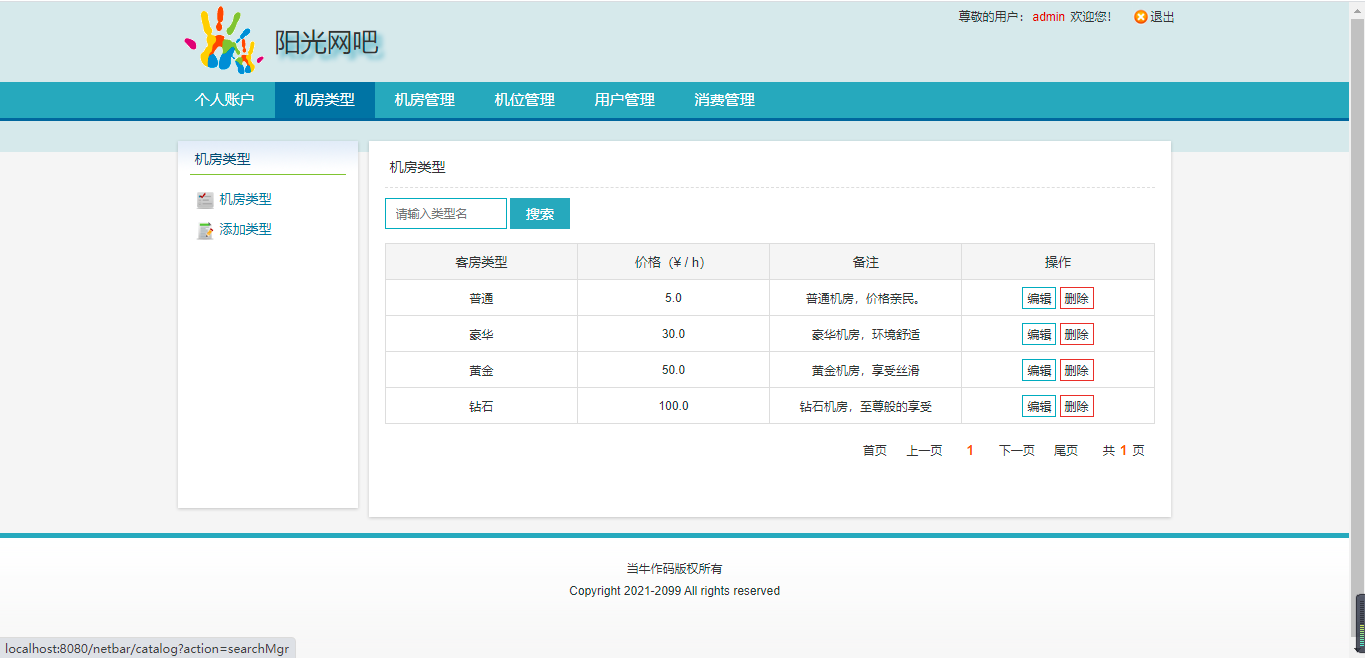 尊敬的用户： admin 欢迎您！ 退出
阳光网吧
个人账户 机房类型 机房管理 机位管理 用户管理 消费管理
机房类型
机房类型
添加类型
机房类型
请输入类型名 搜索
客房类型 价格（¥ / h） 备注 操作
普通 5.0 普通机房，价格亲民。 编辑 删除
豪华 30.0 豪华机房，环境舒适 编辑 删除
黄金 50.0 黄金机房，享受丝滑 编辑 删除
钻石 100.0 钻石机房，至尊般的享受 编辑 删除
首页 上一页 1 下一页 尾页 共 1 页
当牛作码版权所有
Copyright 2021-2099 All rights reserved
localhost:8080/netbar/catalog?action=searchMgr